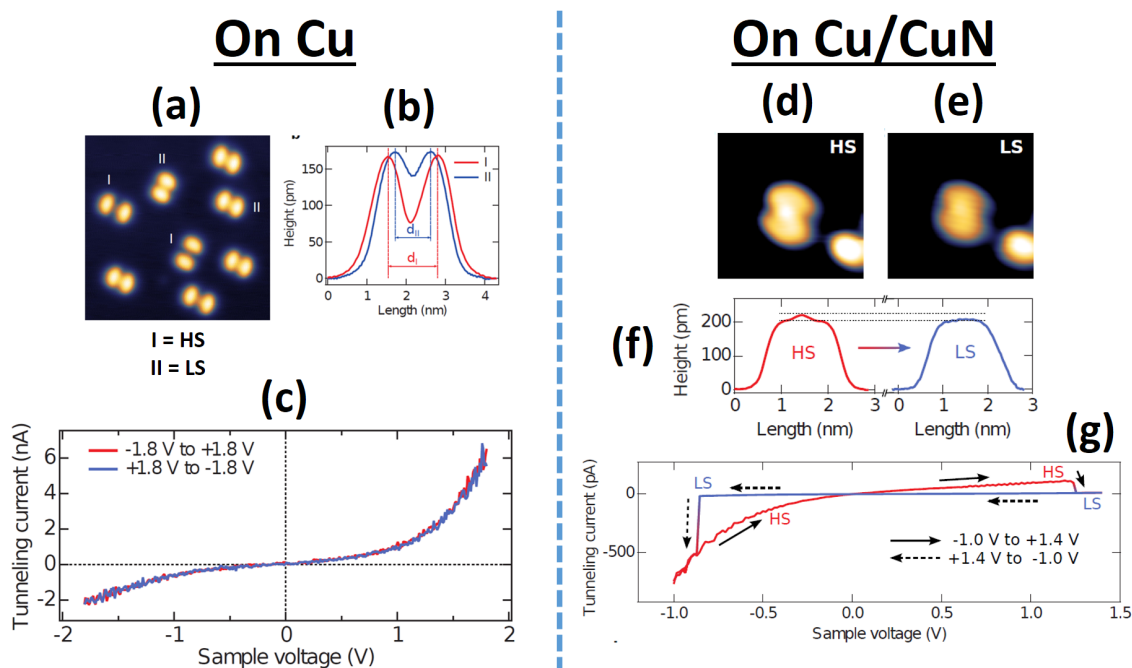 On Cu
(a)
(b)
I
II
II
I
150
100
50
0
Height (pm)
I
II
dII
dI
0
1
2
3
4
Length (nm)
I = HS
II = LS
(c)
Tunneling current (nA)
6
4
2
0
-2
-1.8 V to +1.8 V
+1.8 V to -1.8 V
-2
-1
0
1
2
Sample voltage (V)
On Cu/CuN
(d)
(e)
HS
LS
(f)
Height (pm)
200
100
0
HS
LS
0
1
2
3
0
1
2
3
Length (nm)
Length (nm)
(g)
Tunneling current (pA)
0
-500
LS
HS
HS
LS
-1.0 V to +1.4 V
+1.4 V to -1.0 V
-1.0
-0.5
0.0
0.5
1.0
Sample voltage (V)